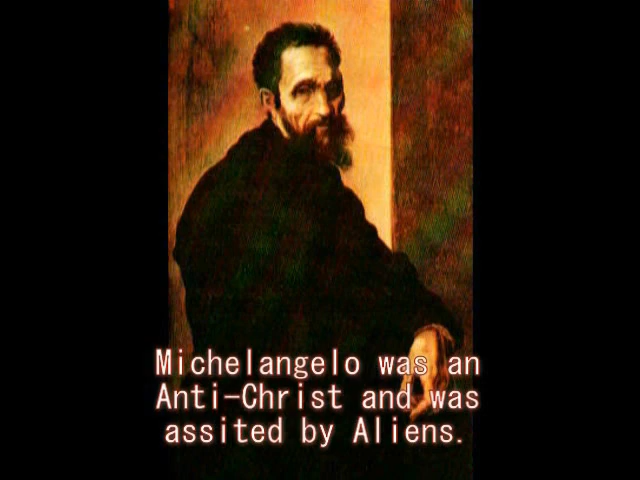 Michelangelo was an
Anti-Christ and was
assited by Aliens.